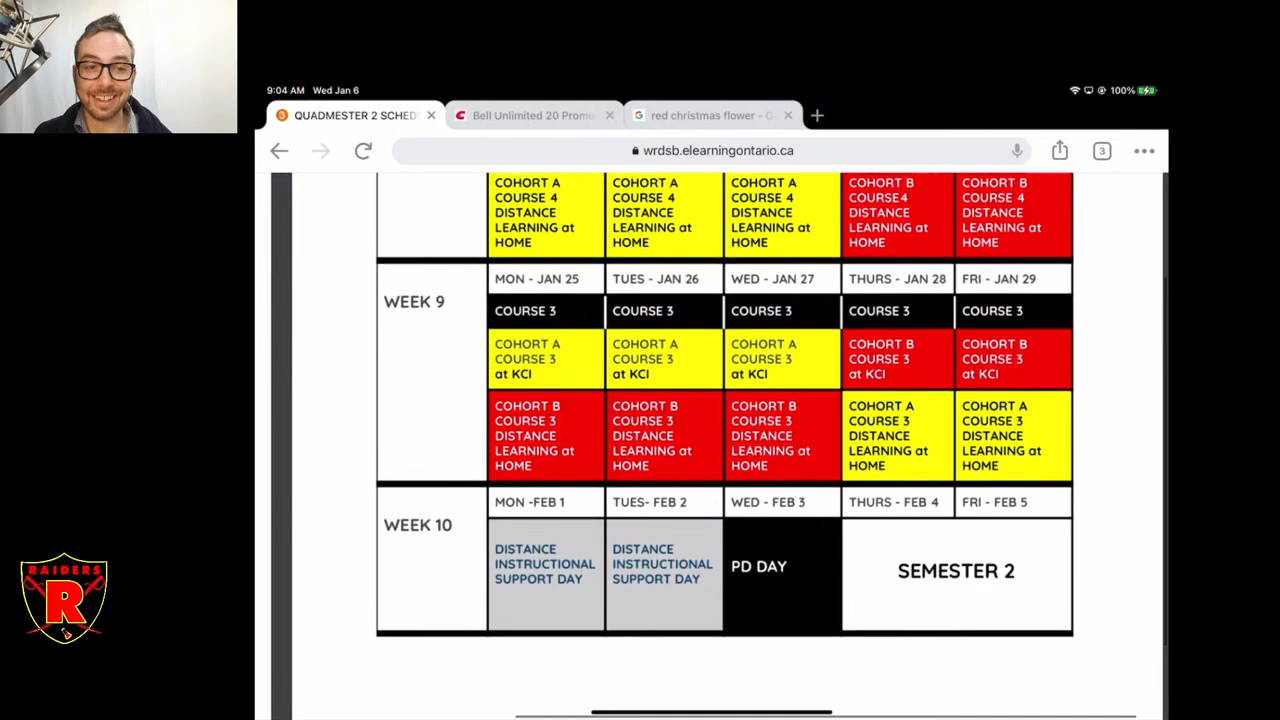 9:04 AM Wed Jan 6
100%
QUADMESTER 2 SCHED
Bell Unlimited 20 Promo
red christmas flower - G
wrdsb.elearningontario.ca
3
COHORT A COHORT A COHORT A COHORT B COHORT B
COURSE 4 COURSE 4 COURSE 4 COURSE4 COURSE 4
DISTANCE DISTANCE DISTANCE DISTANCE DISTANCE
LEARNING at LEARNING at LEARNING at LEARNING at LEARNING at
HOME HOME HOME HOME HOME
WEEK 9
MON - JAN 25 TUES - JAN 26 WED - JAN 27 THURS - JAN 28 FRI - JAN 29
COURSE 3 COURSE 3 COURSE 3 COURSE 3 COURSE 3
COHORT A COHORT A COHORT A COHORT B COHORT B
COURSE 3 COURSE 3 COURSE 3 COURSE 3 COURSE 3
at KCI at KCI at KCI at KCI at KCI
COHORT B COHORT B COHORT B COHORT A COHORT A
COURSE 3 COURSE 3 COURSE 3 COURSE 3 COURSE 3
DISTANCE DISTANCE DISTANCE DISTANCE DISTANCE
LEARNING at LEARNING at LEARNING at LEARNING at LEARNING at
HOME HOME HOME HOME HOME
WEEK 10
MON -FEB 1 TUES- FEB 2 WED - FEB 3 THURS - FEB 4 FRI - FEB 5
DISTANCE DISTANCE
INSTRUCTIONAL INSTRUCTIONAL PD DAY SEMESTER 2
SUPPORT DAY SUPPORT DAY
RAIDERS
R